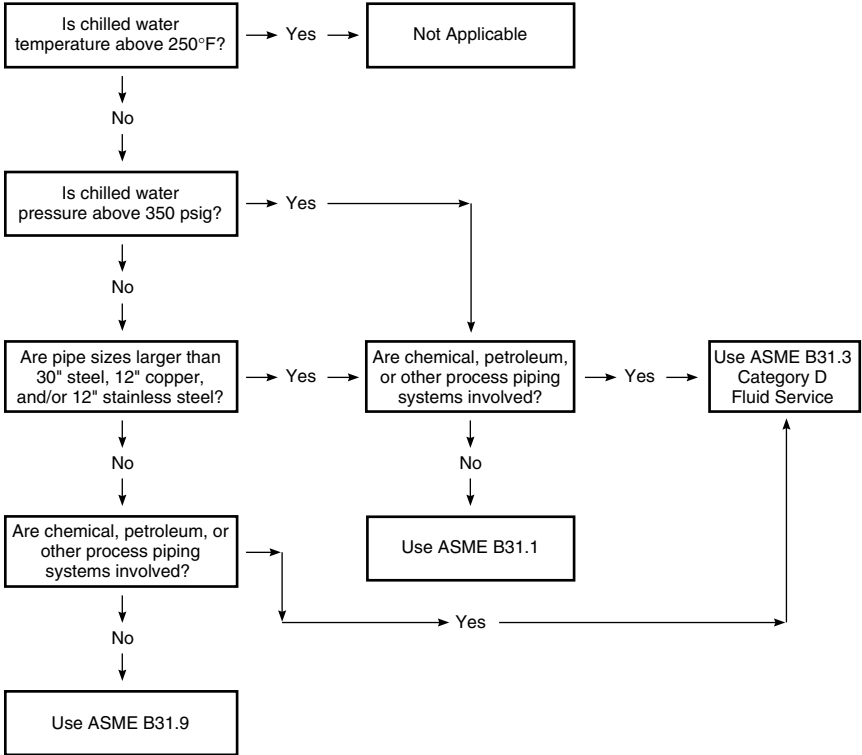 Is chilled water
temperature above 250°F?
Yes
Not Applicable
No
Is chilled water
pressure above 350 psig?
Yes
No
Are pipe sizes larger than
30" steel, 12" copper,
and/or 12" stainless steel?
Yes
Are chemical, petroleum,
or other process piping
systems involved?
Yes
Use ASME B31.3
Category D
Fluid Service
No
No
Are chemical, petroleum, or
other process piping
systems involved?
Use ASME B31.1
Yes
No
Use ASME B31.9